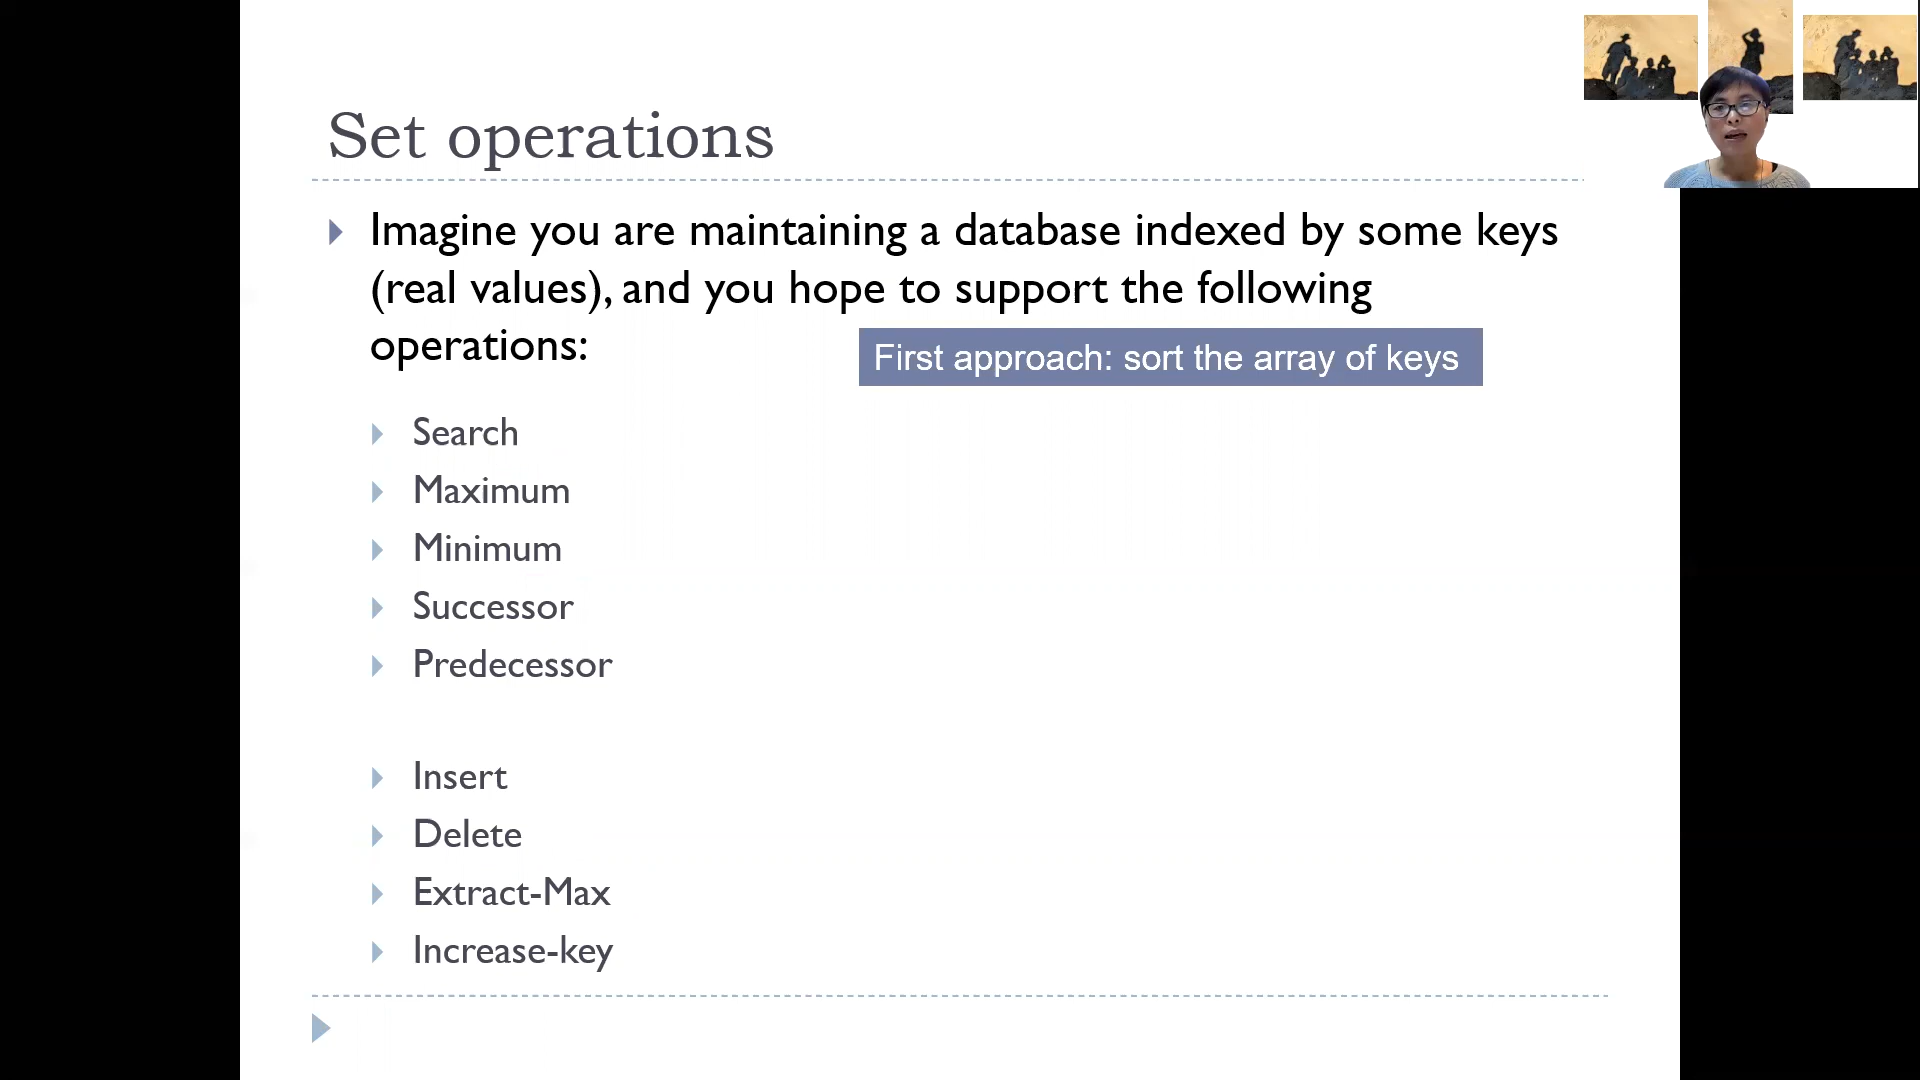 Set operations
Imagine you are maintaining a database indexed by some keys
(real values), and you hope to support the following
operations:
First approach: sort the array of keys
Search
Maximum
Minimum
Successor
Predecessor
Insert
Delete
Extract-Max
Increase-key